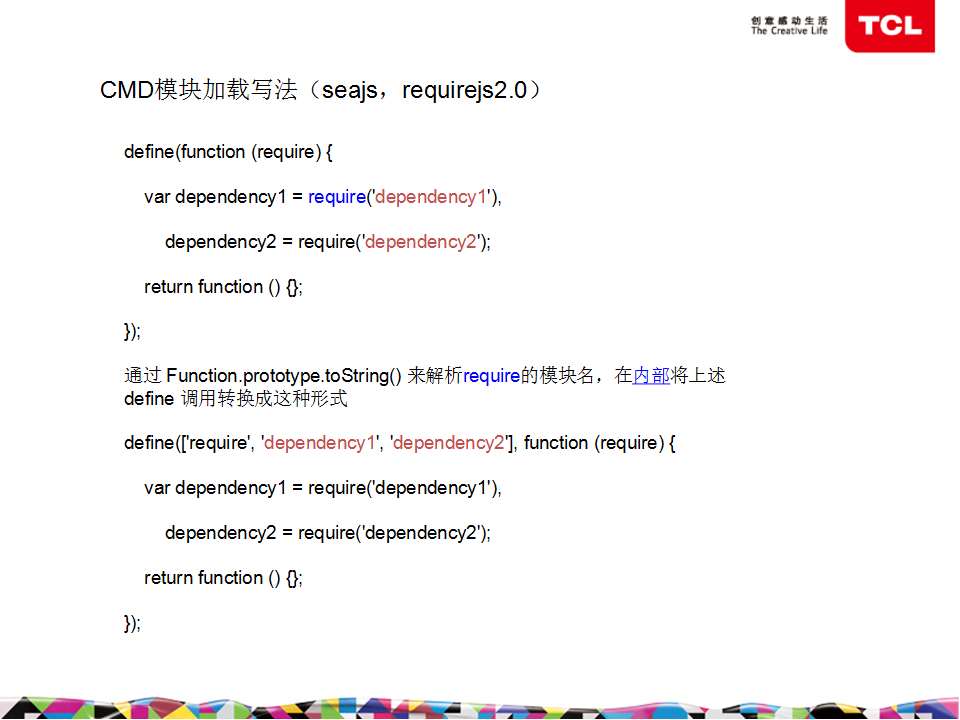 创意感动生活
The Creative Life
TCL
CMD模块加载写法（seajs，requirejs2.0）
define(function (require) {
var dependency1 = require('dependency1'),
dependency2 = require('dependency2');
return function () {};
});
通过 Function.prototype.toString() 来解析require的模块名，在内部将上述
define 调用转换成这种形式
define(['require', 'dependency1', 'dependency2'], function (require) {
var dependency1 = require('dependency1'),
dependency2 = require('dependency2');
return function () {};
});